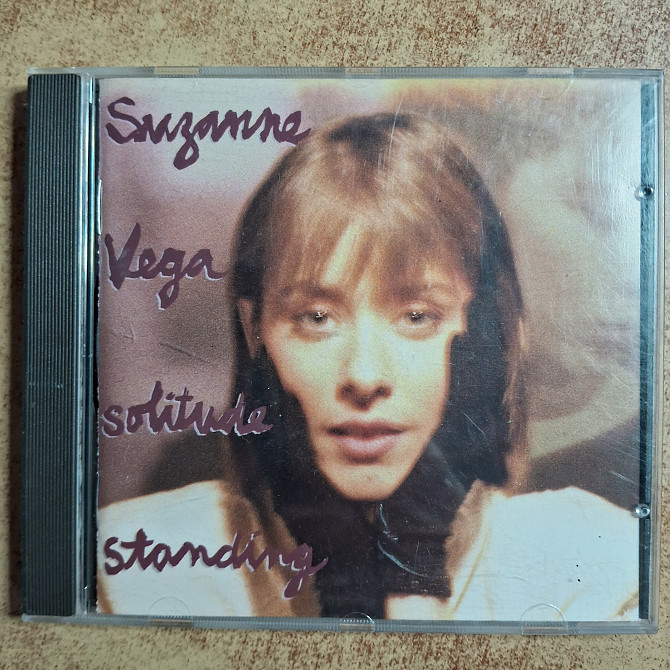 Suzanne
Vega
solitude
standing